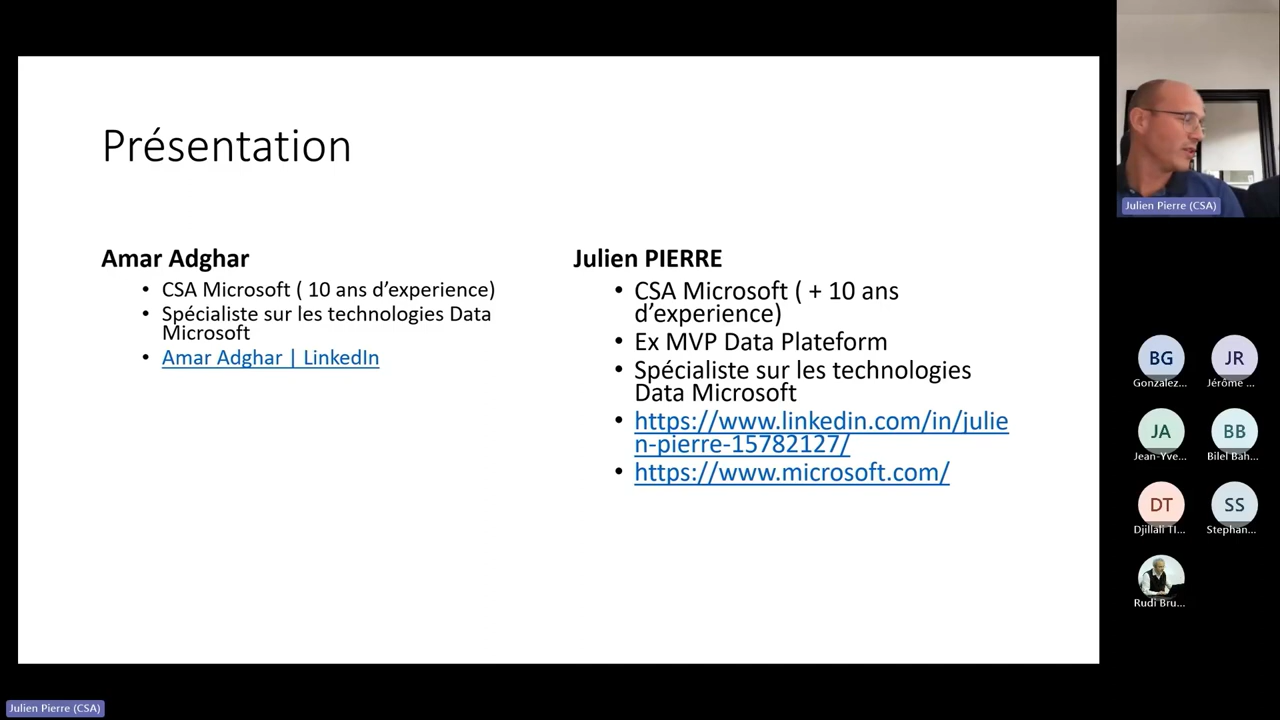 Présentation
Amar Adghar
• CSA Microsoft ( 10 ans d’experience)
• Spécialiste sur les technologies Data
Microsoft
• Amar Adghar | LinkedIn
Julien PIERRE
• CSA Microsoft ( + 10 ans
d’experience)
• Ex MVP Data Plateform
• Spécialiste sur les technologies
Data Microsoft
• https://www.linkedin.com/in/julie
n-pierre-15782127/
• https://www.microsoft.com/
Julien Pierre (CSA)
BG
Gonzalez...
JR
Jérôme ...
JA
Jean-Yve...
BB
Bilel Bah...
DT
Djillali TI...
SS
Stephan...
Rudi Bru...
Julien Pierre (CSA)